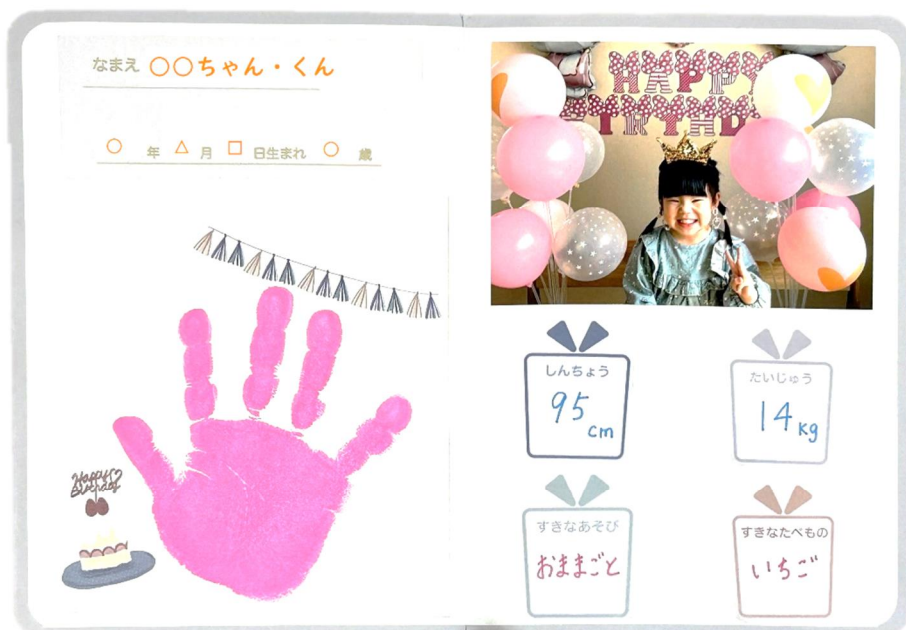 なまえ ○○ちゃん・くん
○ 年 △ 月 □ 日生まれ ○ 歳
Happy
Birthday
HAPPY
BIRTHD
しんちょう
95
cm
たいじゅう
14 kg
すきなあそび
おままごと
すきなたべもの
いちご